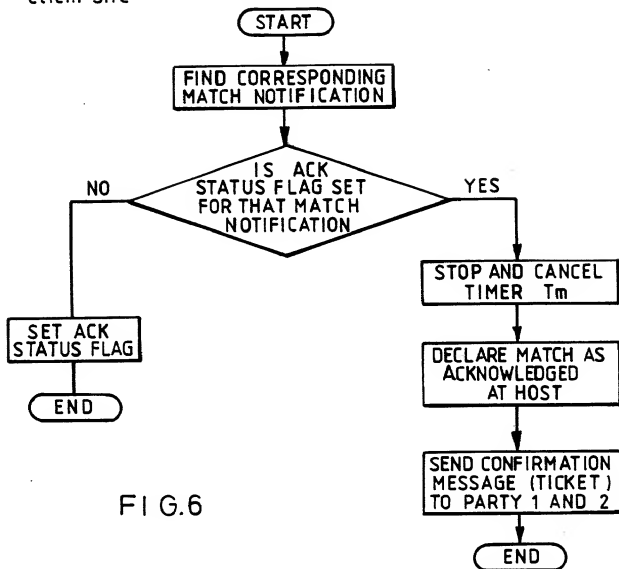 START
FIND CORRESPONDING
MATCH NOTIFICATION
IS ACK
STATUS FLAG SET
FOR THAT MATCH
NOTIFICATION
NO
YES
SET ACK
STATUS FLAG
END
STOP AND CANCEL
TIMER Tm
DECLARE MATCH AS
ACKNOWLEDGED
AT HOST
SEND CONFIRMATION
MESSAGE (TICKET)
TO PARTY 1 AND 2
END
FIG.6